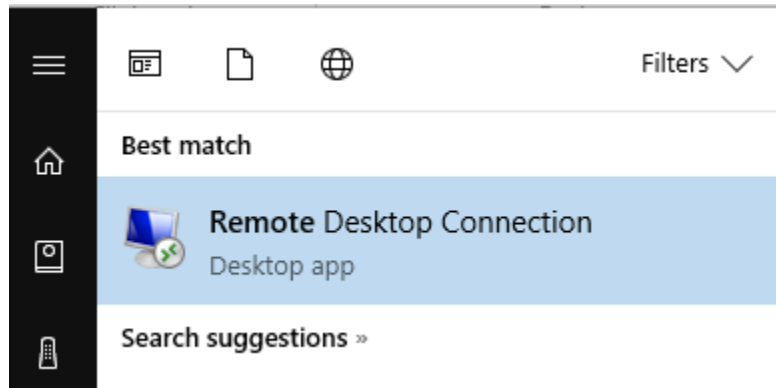 Filters
Best match
Remote Desktop Connection
Desktop app
Search suggestions »